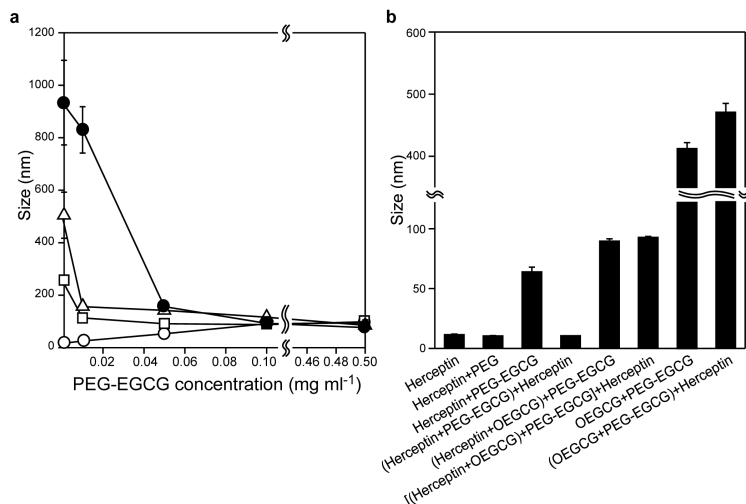 a
1200
1000
800
600
400
200
0
Size (nm)
0.02 0.04 0.06 0.08 0.10 0.46 0.48 0.50
PEG-EGCG concentration (mg ml-1)
b
600
500
400
100
50
0
Size (nm)
Herceptin
Herceptin+PEG
Herceptin+PEG-EGCG
(Herceptin+PEG-EGCG)+Herceptin
(Herceptin+OEGCG)+PEG-EGCG
[(Herceptin+OEGCG)+PEG-EGCG]+Herceptin
OEGCG+PEG-EGCG
(OEGCG+PEG-EGCG)+Herceptin